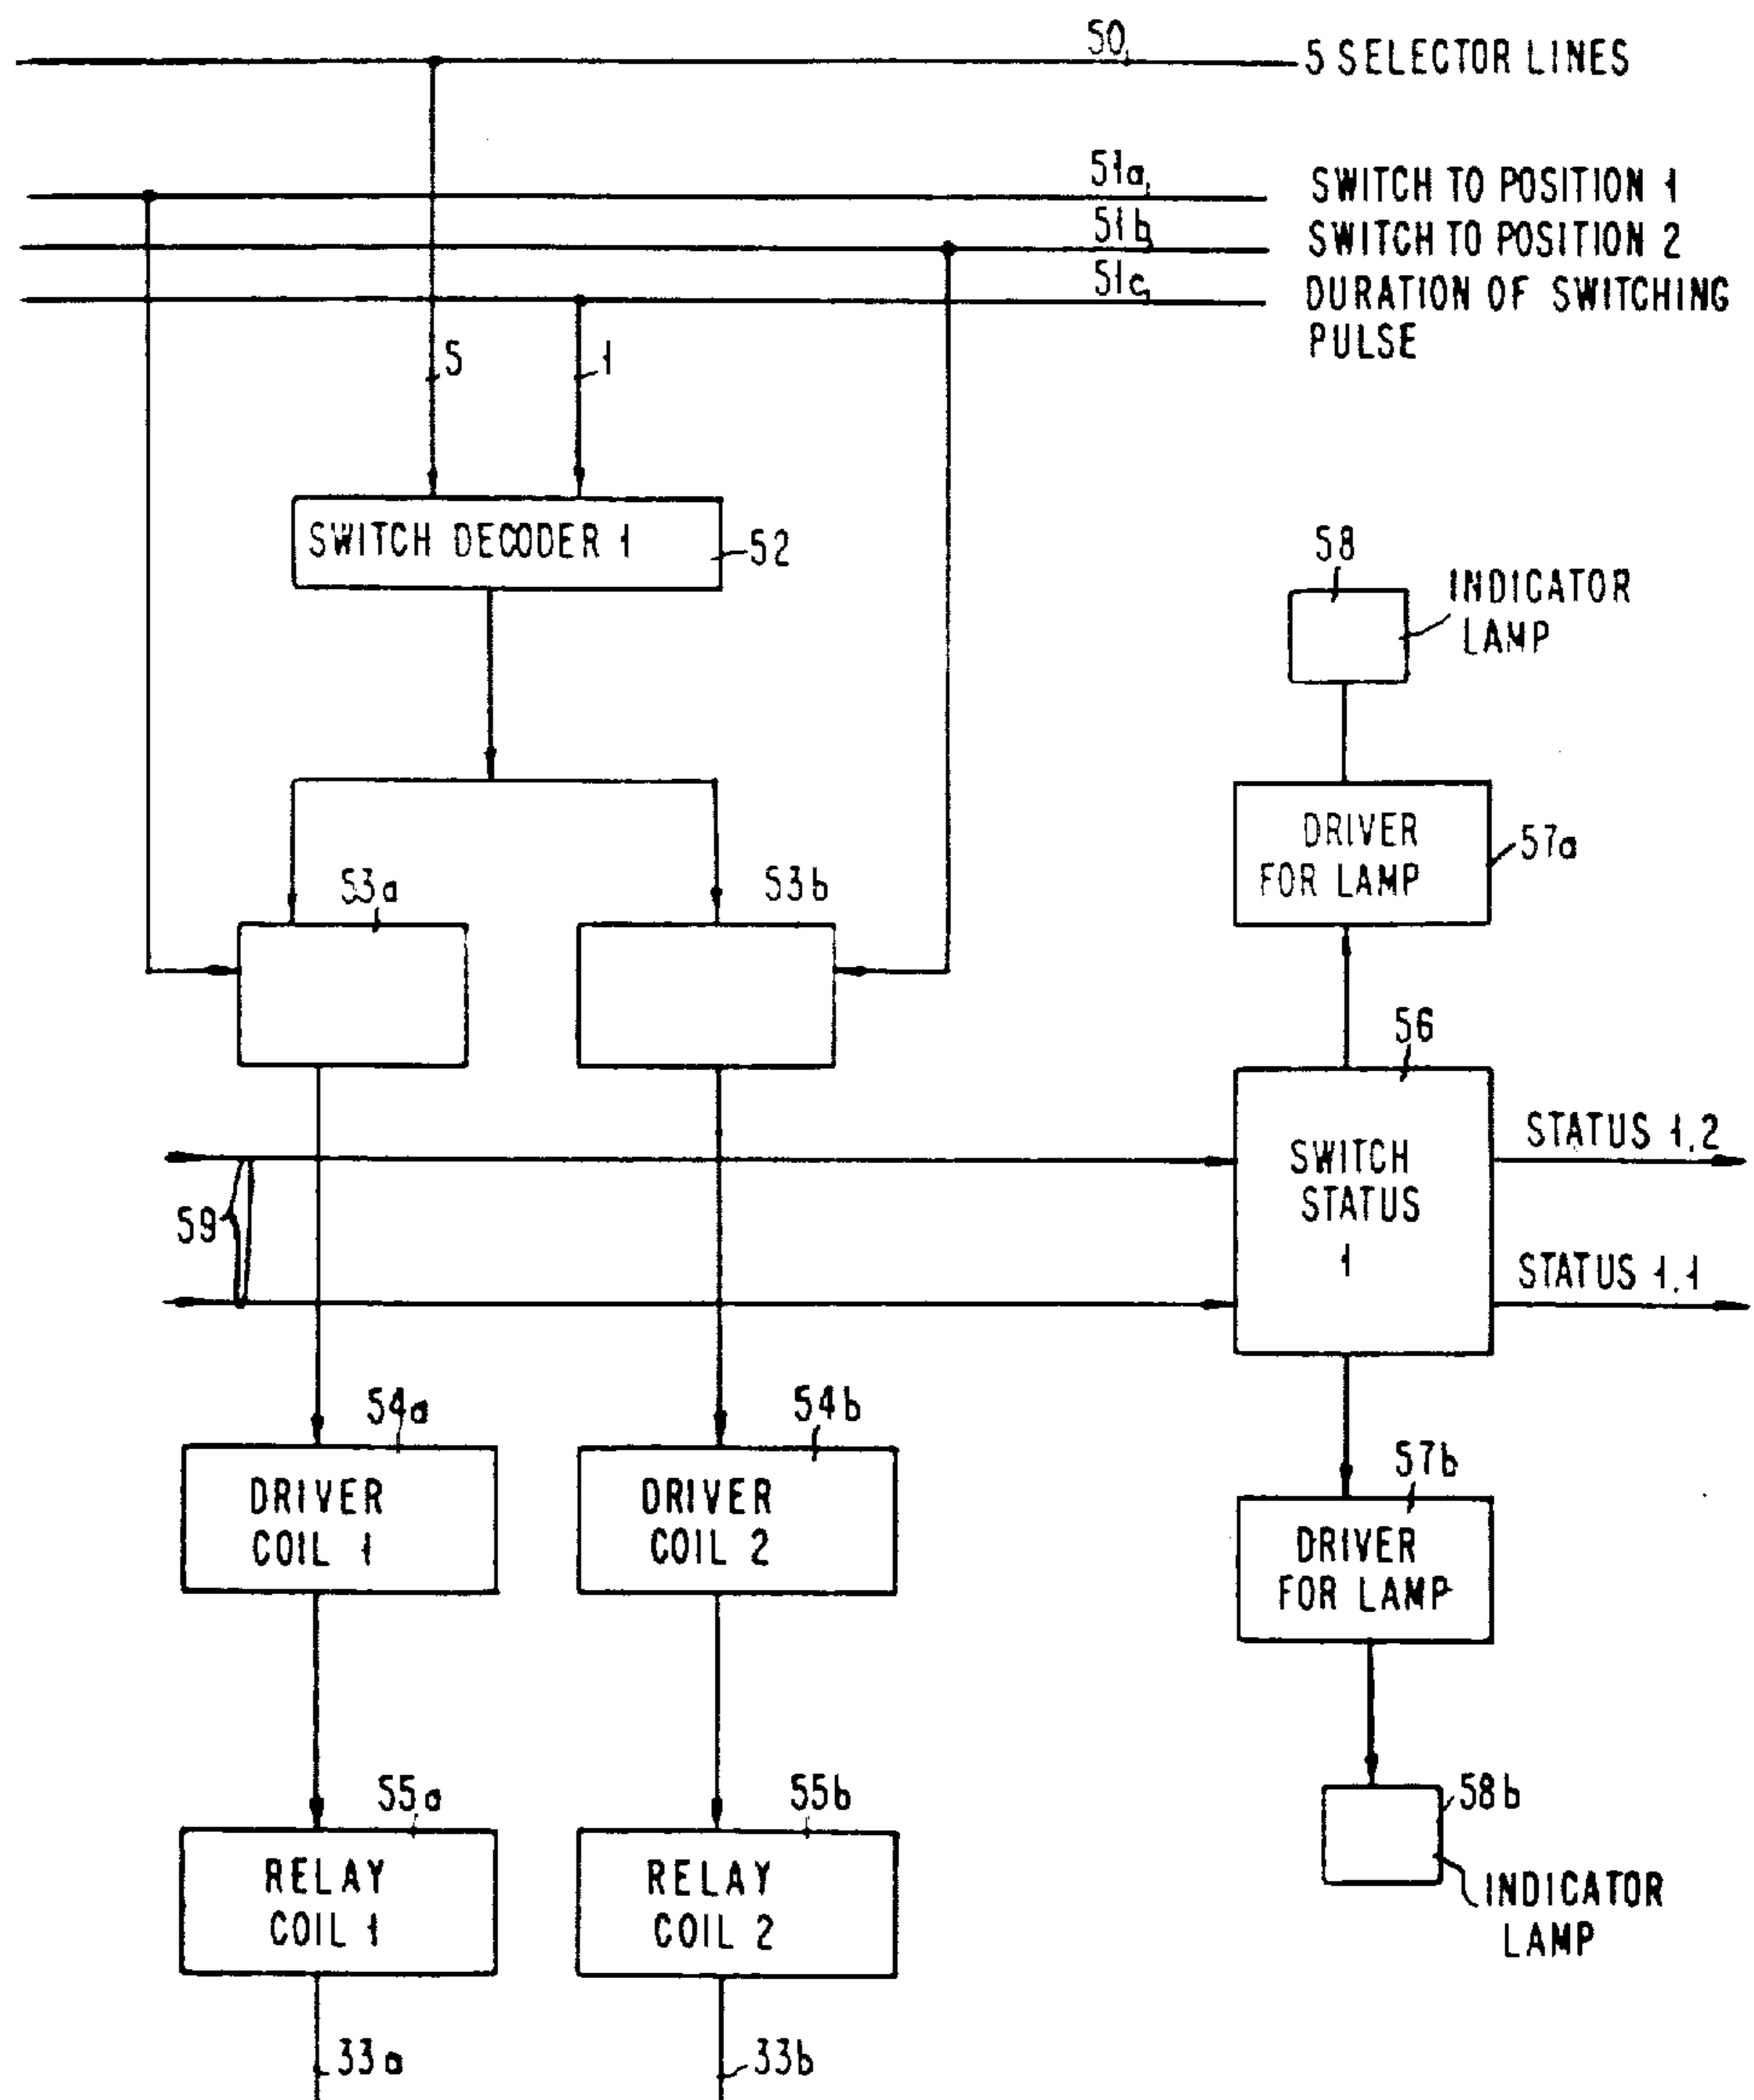 50
5 SELECTOR LINES
51a
SWITCH TO POSITION 1
51b
SWITCH TO POSITION 2
51c
DURATION OF SWITCHING
PULSE
5
1
SWITCH DECODER 1
52
58
INDICATOR
LAMP
DRIVER
FOR LAMP
57a
53a
53b
56
SWITCH
STATUS
1
STATUS 1,2
STATUS 1,1
59
54a
54b
DRIVER
COIL 1
DRIVER
COIL 2
57b
DRIVER
FOR LAMP
55a
55b
RELAY
COIL 1
RELAY
COIL 2
58b
INDICATOR
LAMP
33a
33b